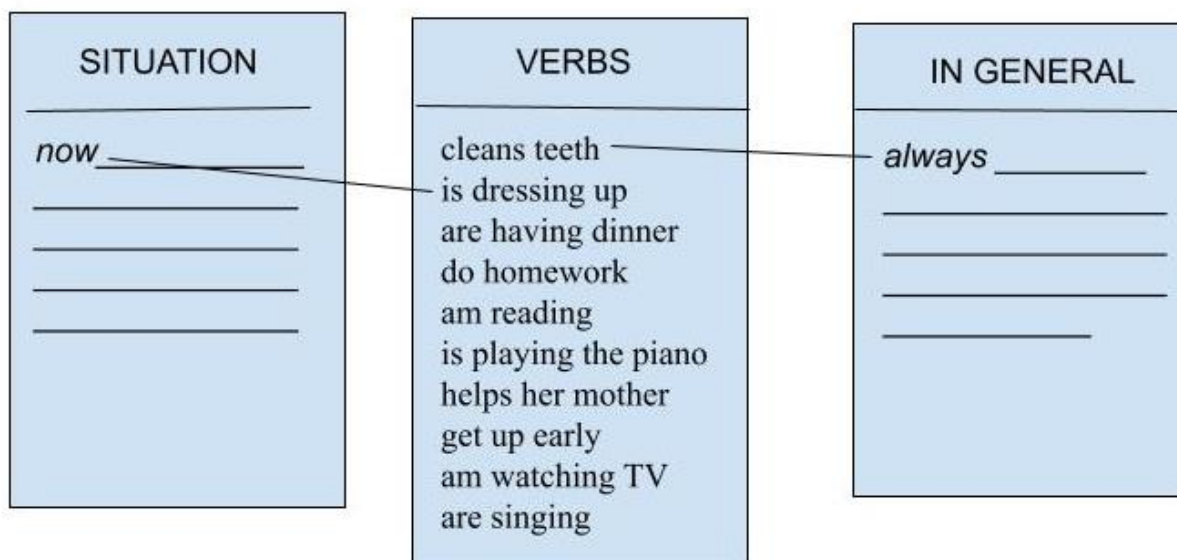 SITUATION
now
VERBS
cleans teeth
is dressing up
are having dinner
do homework
am reading
is playing the piano
helps her mother
get up early
am watching TV
are singing
IN GENERAL
always